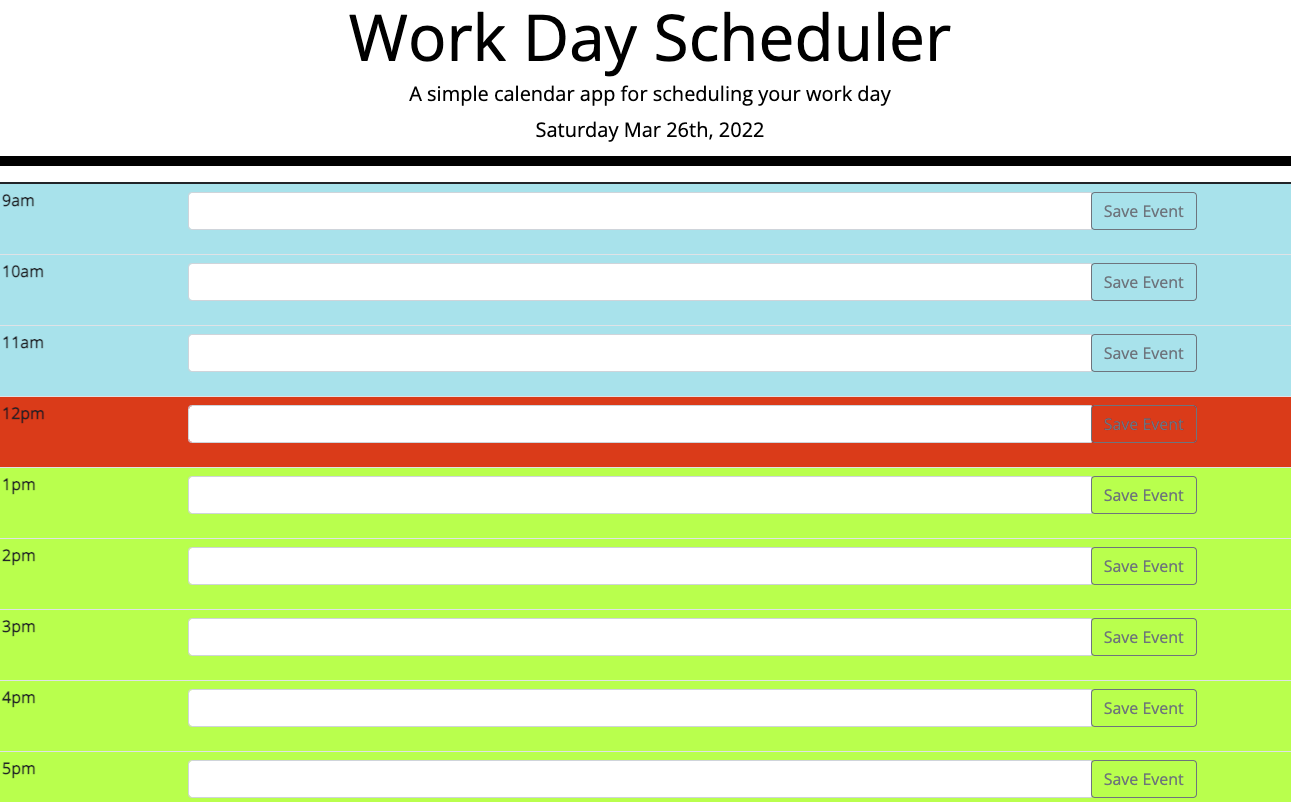 Work Day Scheduler
A simple calendar app for scheduling your work day
Saturday Mar 26th, 2022
9am Save Event
10am Save Event
11am Save Event
12pm Save Event
1pm Save Event
2pm Save Event
3pm Save Event
4pm Save Event
5pm Save Event